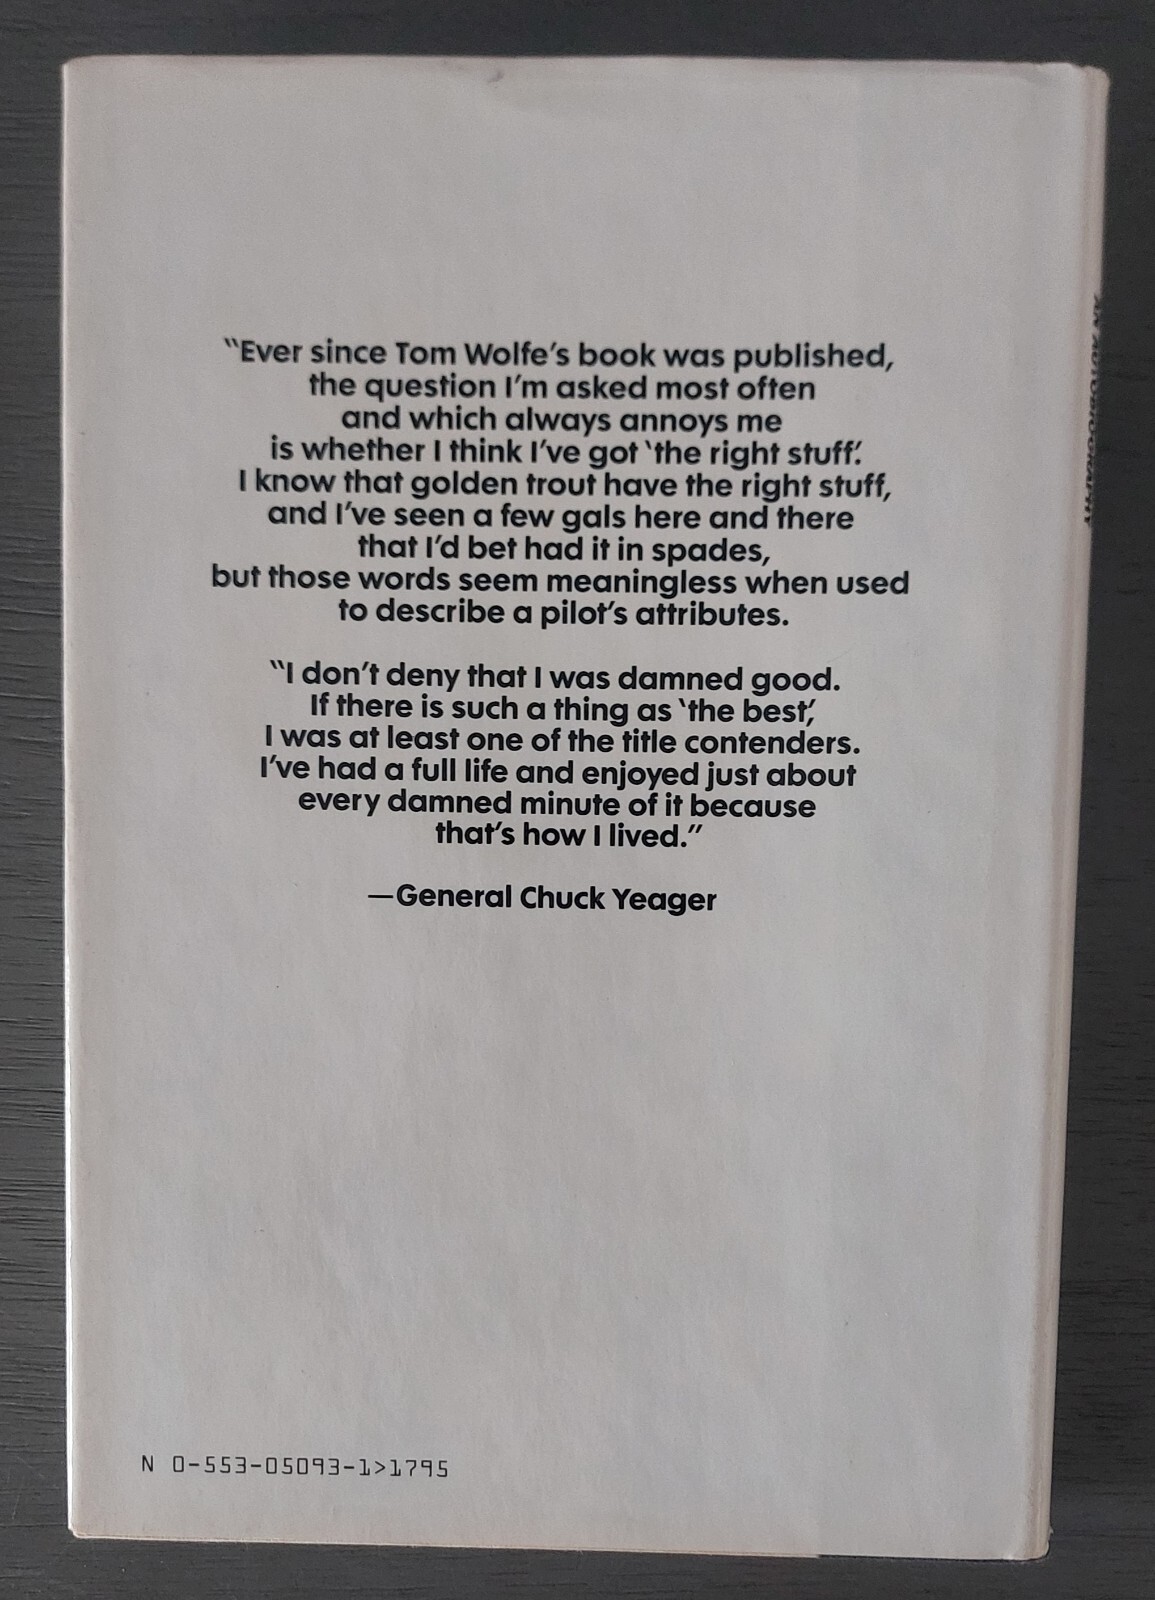 “Ever since Tom Wolfe’s book was published,
the question I’m asked most often
and which always annoys me
is whether I think I’ve got ‘the right stuff.’
I know that golden trout have the right stuff,
and I’ve seen a few gals here and there
that I’d bet had it in spades,
but those words seem meaningless when used
to describe a pilot’s attributes.
“I don’t deny that I was damned good.
If there is such a thing as ‘the best,’
I was at least one of the title contenders.
I’ve had a full life and enjoyed just about
every damned minute of it because
that’s how I lived.”
—General Chuck Yeager
N 0-553-05093-1>1795
AN AUTOBIOGRAPHY